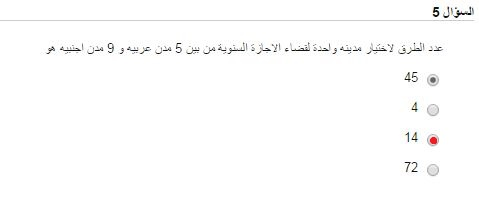 السؤال 5
عدد الطرق لاختيار مدينه واحدة لقضاء الاجازة السنوية من بين 5 مدن عربيه و 9 مدن اجنبيه هو
45
4
14
72